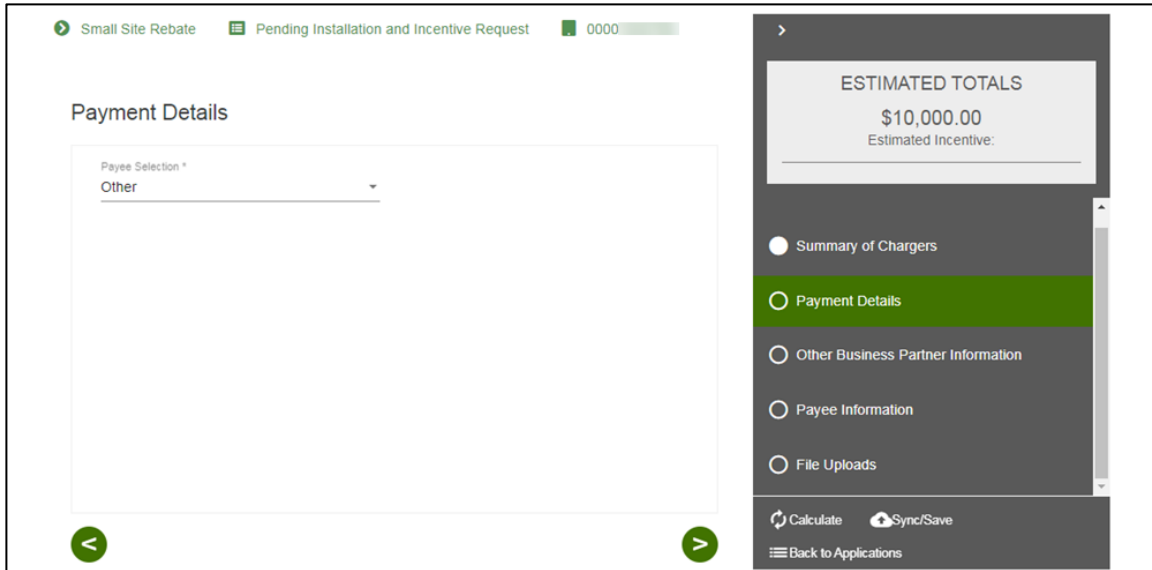 Small Site Rebate Pending Installation and Incentive Request 0000
Payment Details
Payee Selection *
Other
<
>
>
ESTIMATED TOTALS
$10,000.00
Estimated Incentive:
Summary of Chargers
Payment Details
Other Business Partner Information
Payee Information
File Uploads
Calculate Sync/Save
Back to Applications